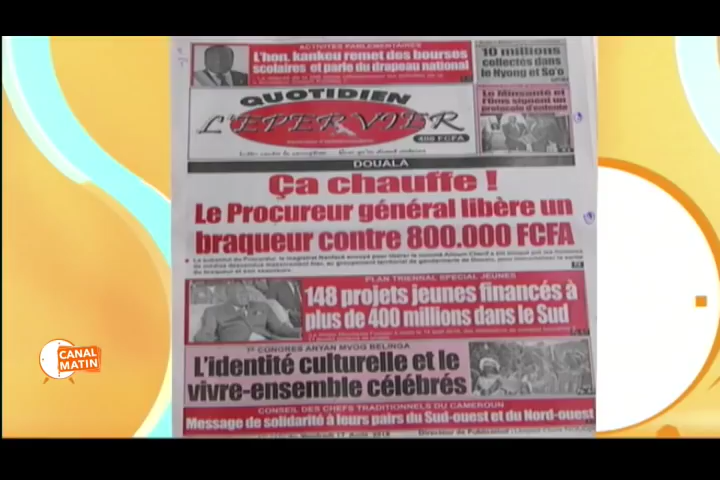 ACTIVITES PARLEMENTAIRES
L'hon. kankeu remet des bourses
scolaires et parle du drapeau national
10 millions
collectés dans
le Nyong et So'o
QUOTIDIEN
L'EPERVIER
400 FCFA
Le Minsanté et
l'Oms signent un
protocole d'entente
DOUALA
Ça chauffe !
Le Procureur général libère un
braqueur contre 800.000 FCFA
PLAN TRIENNAL SPECIAL JEUNES
148 projets jeunes financés à
plus de 400 millions dans le Sud
1er CONGRES ANYAN MVOG BELINGA
L'identité culturelle et le
vivre-ensemble célébrés
CONSEIL DES CHEFS TRADITIONNELS DU CAMEROUN
Message de solidarité à leurs pairs du Sud-ouest et du Nord-ouest
CANAL
MATIN